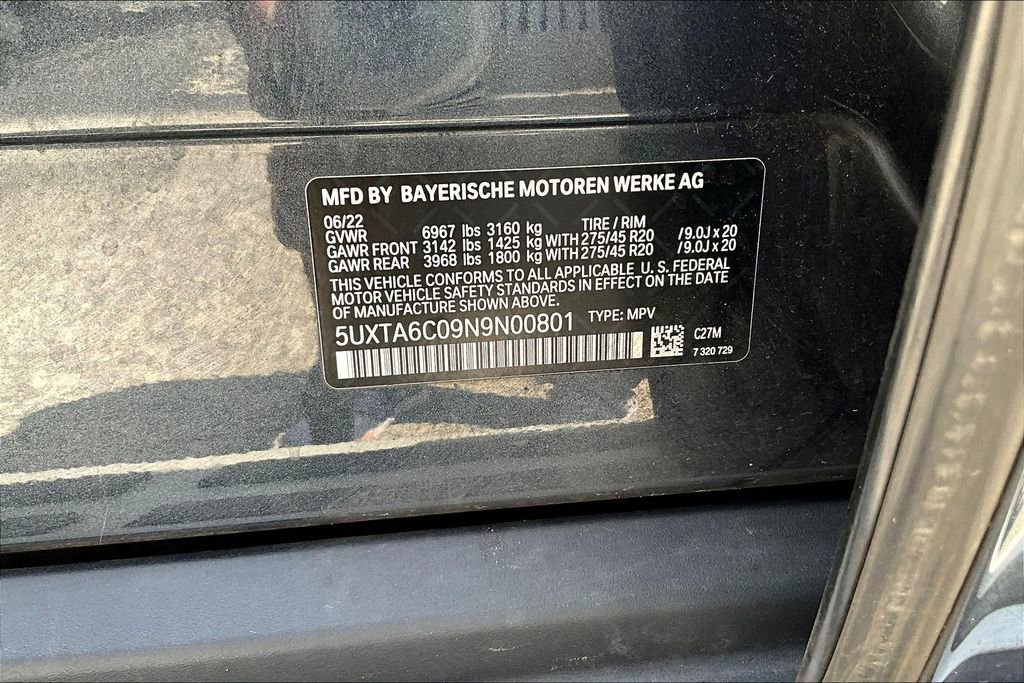 MFD BY BAYERISCHE MOTOREN WERKE AG
06/22 TIRE / RIM
GVWR 6967 lbs 3160 kg
GAWR FRONT 3142 lbs 1425 kg WITH 275/45 R20 /9.0J x 20
GAWR REAR 3968 lbs 1800 kg WITH 275/45 R20 /9.0J x 20
THIS VEHICLE CONFORMS TO ALL APPLICABLE U.S. FEDERAL
MOTOR VEHICLE SAFETY STANDARDS IN EFFECT ON THE DATE
OF MANUFACTURE SHOWN ABOVE.
5UXTA6C09N9N00801 TYPE: MPV
C27M
7 320 729